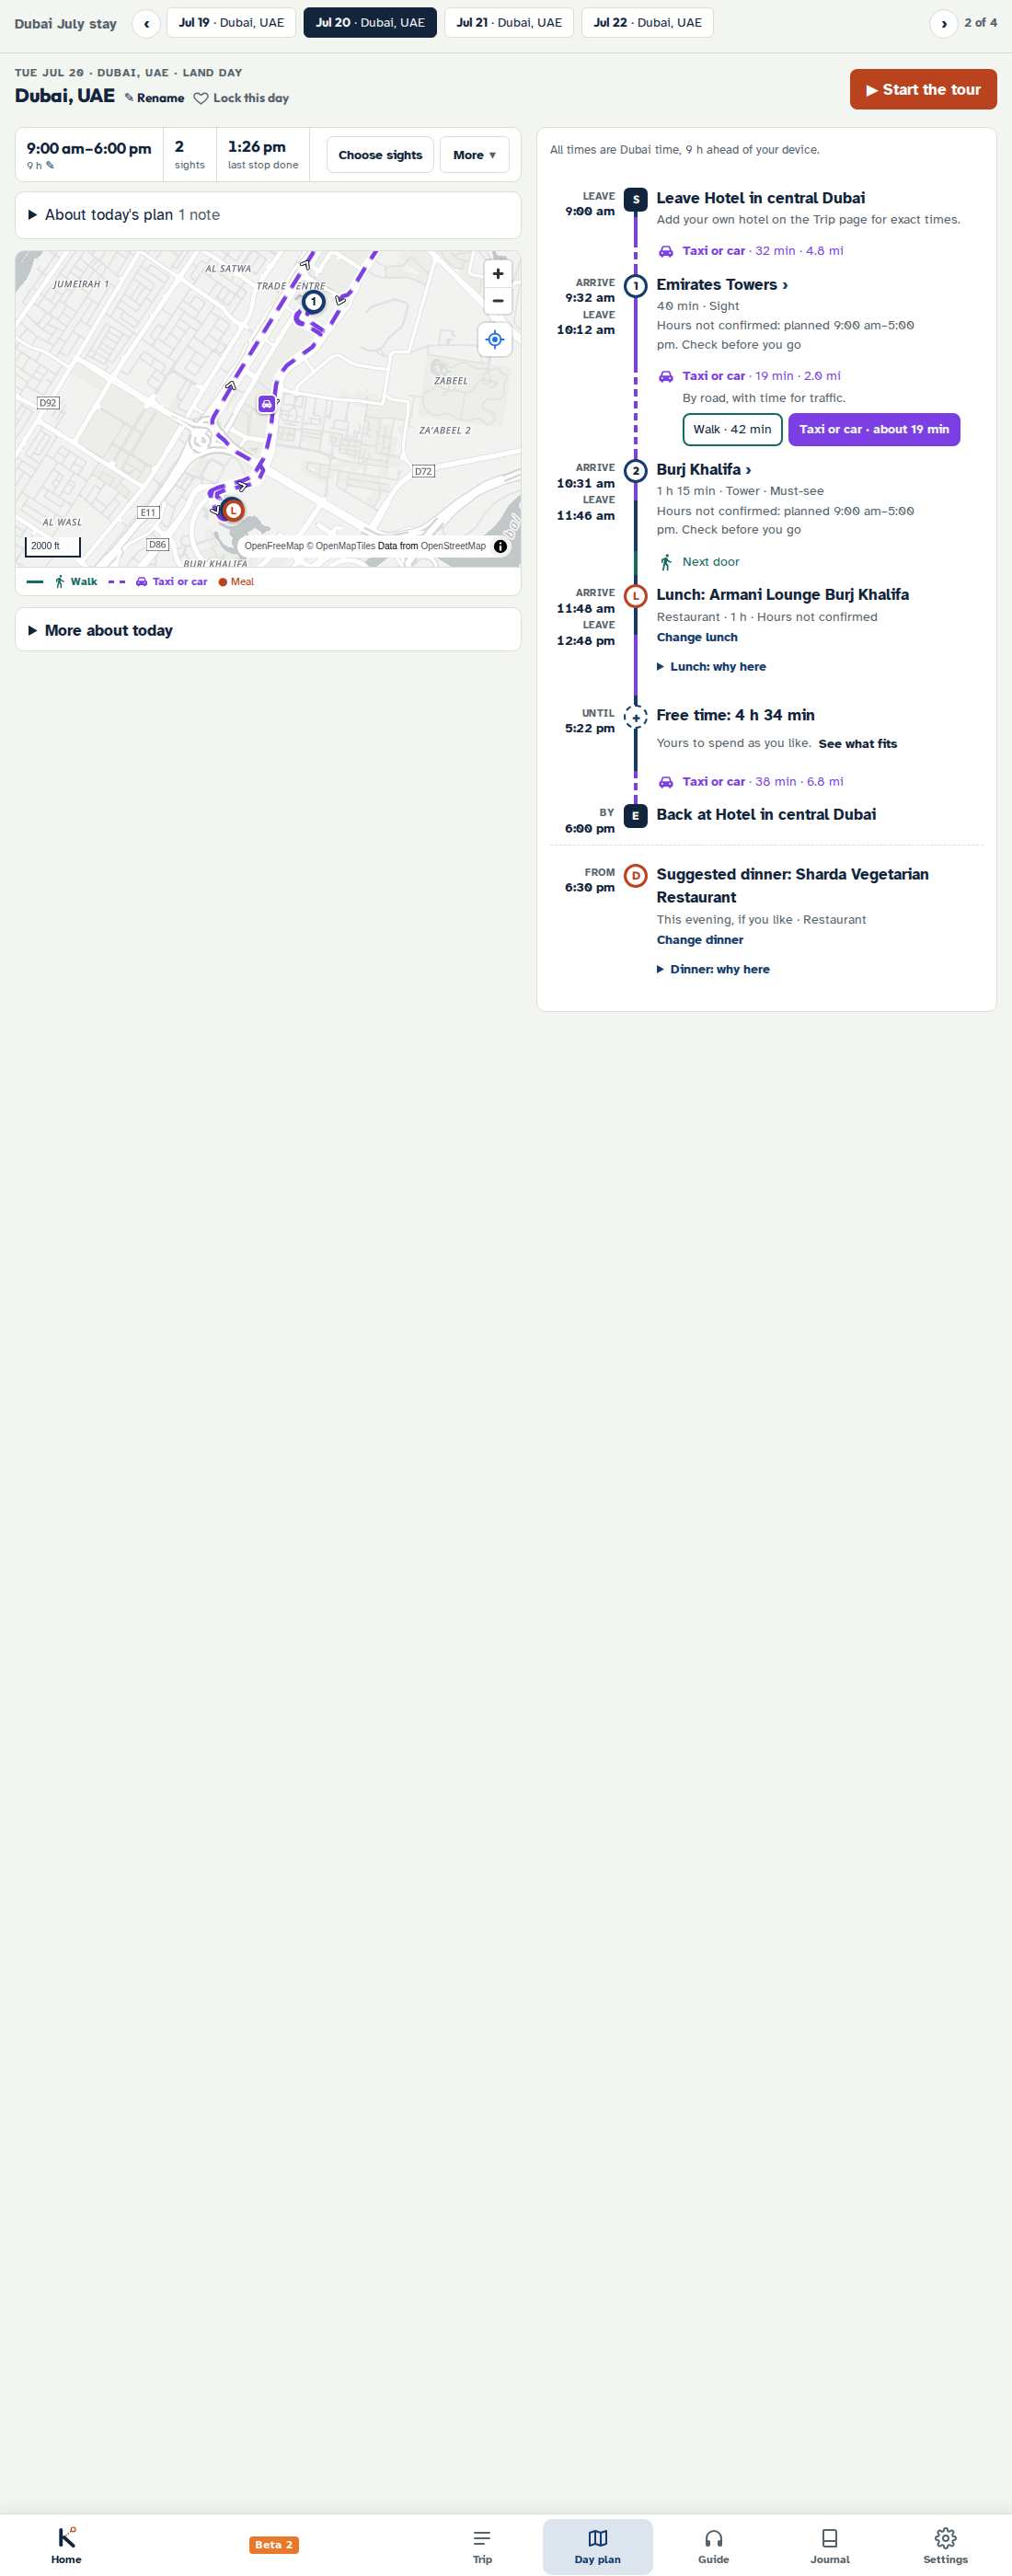 Dubai July stay
‹
Jul 19 · Dubai, UAE
Jul 20 · Dubai, UAE
Jul 21 · Dubai, UAE
Jul 22 · Dubai, UAE
›
2 of 4
TUE JUL 20 · DUBAI, UAE · LAND DAY
Dubai, UAE ✎ Rename Lock this day
▶ Start the tour
9:00 am–6:00 pm
9 h ✎
2
sights
1:26 pm
last stop done
Choose sights
More ▾
▶ About today's plan 1 note
JUMEIRAH 1
AL SATWA
TRADE CENTRE
1
+
−
D92
ZABEEL
ZA'ABEEL 2
D72
E11
AL WASL
D86
L
2000 ft
BURJ KHALIFA
OpenFreeMap © OpenMapTiles Data from OpenStreetMap
Walk Taxi or car Meal
▶ More about today
All times are Dubai time, 9 h ahead of your device.
LEAVE
9:00 am
S
Leave Hotel in central Dubai
Add your own hotel on the Trip page for exact times.
Taxi or car · 32 min · 4.8 mi
ARRIVE
9:32 am
LEAVE
10:12 am
1
Emirates Towers ›
40 min · Sight
Hours not confirmed: planned 9:00 am–5:00
pm. Check before you go
Taxi or car · 19 min · 2.0 mi
By road, with time for traffic.
Walk · 42 min
Taxi or car · about 19 min
ARRIVE
10:31 am
LEAVE
11:46 am
2
Burj Khalifa ›
1 h 15 min · Tower · Must-see
Hours not confirmed: planned 9:00 am–5:00
pm. Check before you go
Next door
ARRIVE
11:48 am
LEAVE
12:48 pm
L
Lunch: Armani Lounge Burj Khalifa
Restaurant · 1 h · Hours not confirmed
Change lunch
▶ Lunch: why here
UNTIL
5:22 pm
+
Free time: 4 h 34 min
Yours to spend as you like. See what fits
Taxi or car · 38 min · 6.8 mi
BY
6:00 pm
E
Back at Hotel in central Dubai
FROM
6:30 pm
D
Suggested dinner: Sharda Vegetarian
Restaurant
This evening, if you like · Restaurant
Change dinner
▶ Dinner: why here
Home
Beta 2
Trip
Day plan
Guide
Journal
Settings